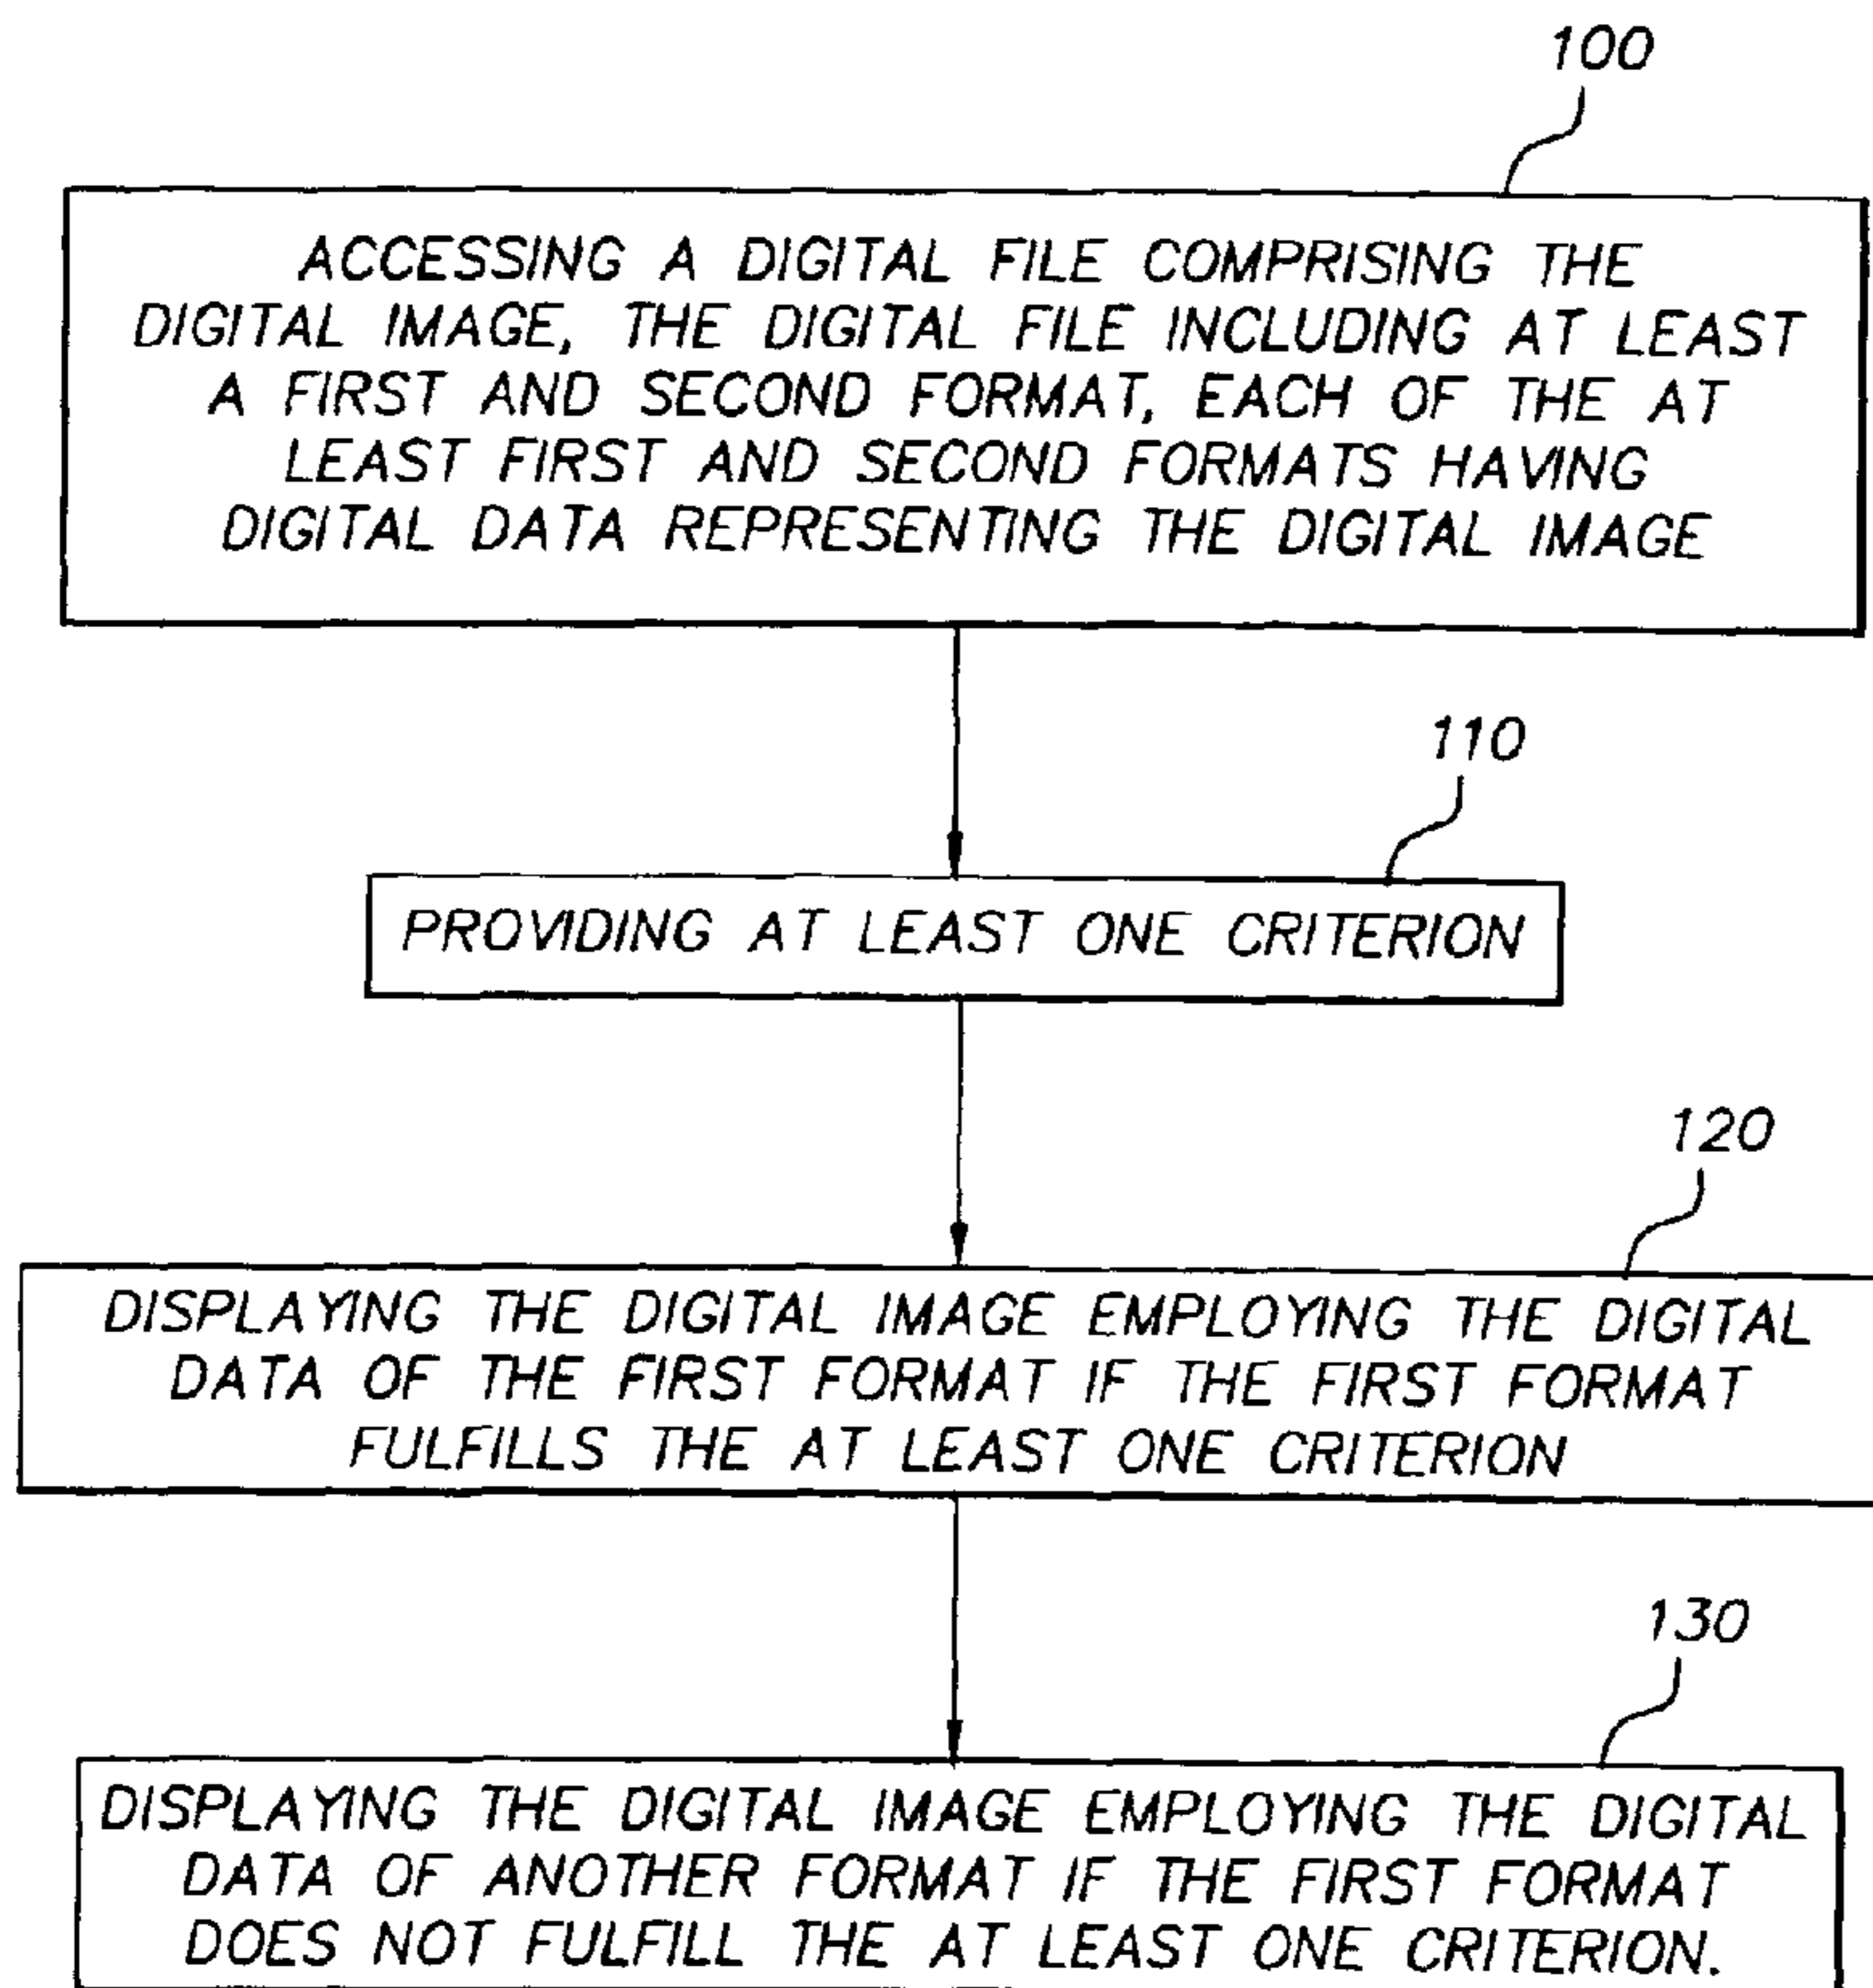 100
ACCESSING A DIGITAL FILE COMPRISING THE
DIGITAL IMAGE, THE DIGITAL FILE INCLUDING AT LEAST
A FIRST AND SECOND FORMAT, EACH OF THE AT
LEAST FIRST AND SECOND FORMATS HAVING
DIGITAL DATA REPRESENTING THE DIGITAL IMAGE
110
PROVIDING AT LEAST ONE CRITERION
120
DISPLAYING THE DIGITAL IMAGE EMPLOYING THE DIGITAL
DATA OF THE FIRST FORMAT IF THE FIRST FORMAT
FULFILLS THE AT LEAST ONE CRITERION
130
DISPLAYING THE DIGITAL IMAGE EMPLOYING THE DIGITAL
DATA OF ANOTHER FORMAT IF THE FIRST FORMAT
DOES NOT FULFILL THE AT LEAST ONE CRITERION.